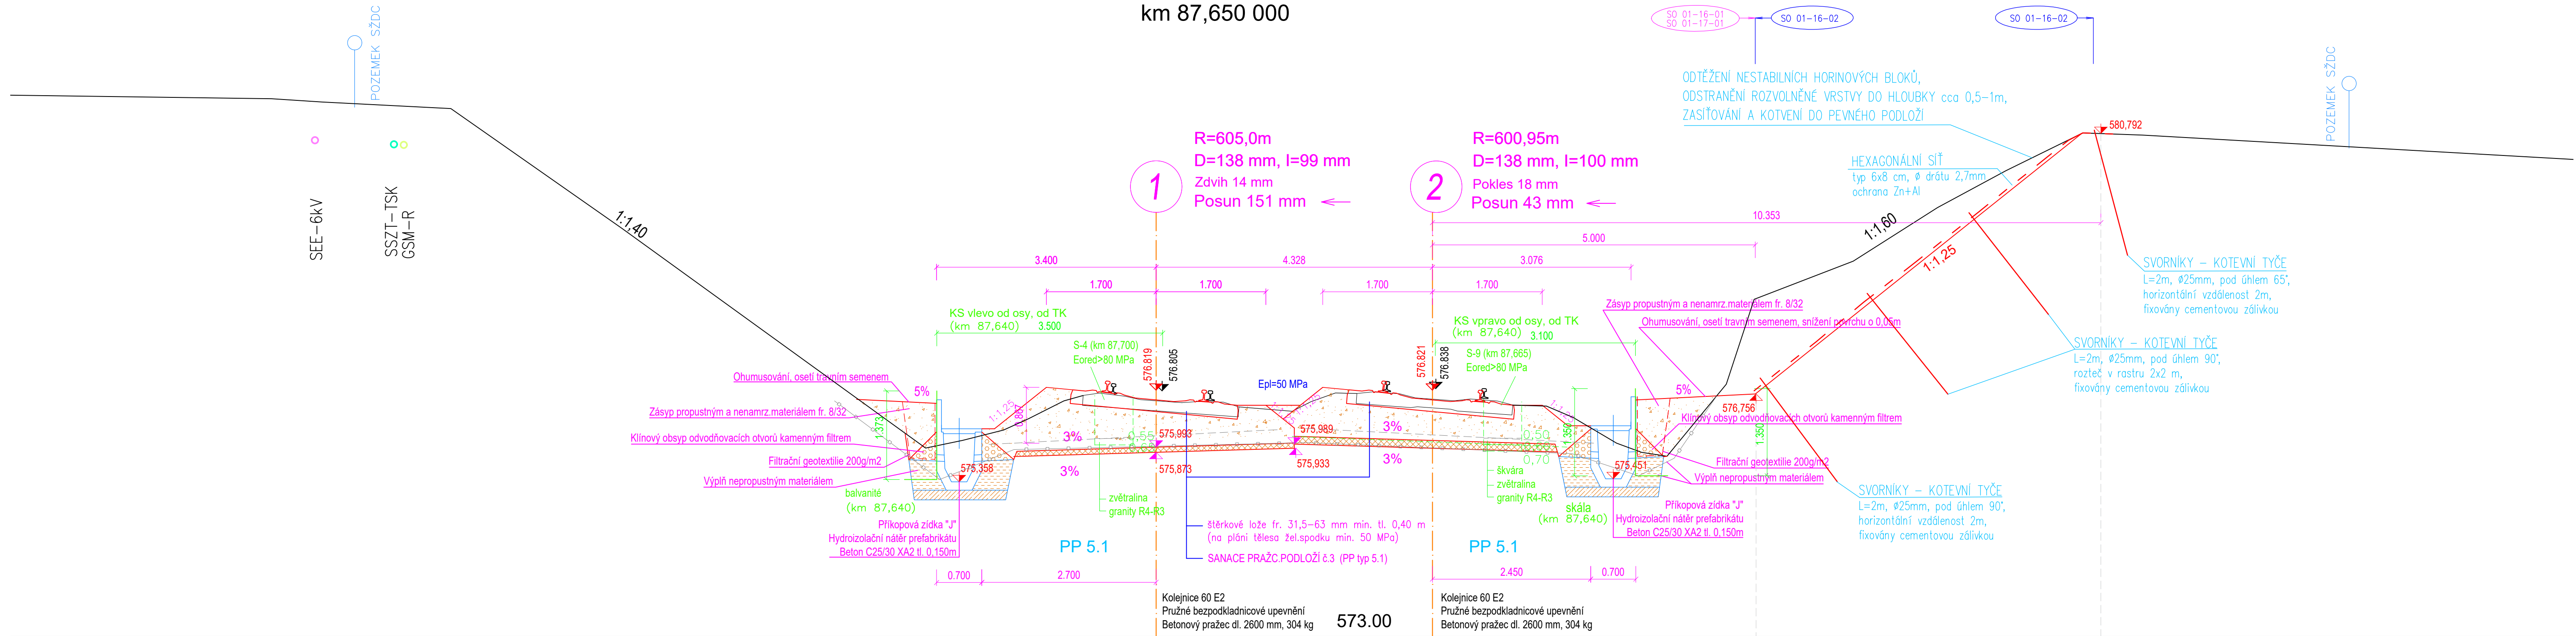 km 87,650 000
SO 01-16-01
SO 01-17-01
SO 01-16-02
SO 01-16-02
POZEMEK SŽDC
POZEMEK SŽDC
ODTĚŽENÍ NESTABILNÍCH HORINOVÝCH BLOKŮ,
ODSTRANĚNÍ ROZVOLNĚNÉ VRSTVY DO HLOUBKY cca 0,5-1m,
ZASÍŤOVÁNÍ A KOTVENÍ DO PEVNÉHO PODLOŽÍ
580,792
HEXAGONÁLNÍ SÍŤ
typ 6x8 cm, ø drátu 2,7mm
ochrana Zn+Al
SEE-6kV
SSZT-TSK
GSM-R
1:1,40
1
R=605,0m
D=138 mm, I=99 mm
Zdvih 14 mm
Posun 151 mm
2
R=600,95m
D=138 mm, I=100 mm
Pokles 18 mm
Posun 43 mm
10.353
5.000
1:1,60
1:1,25
3.400
4.328
3.076
1.700
1.700
1.700
1.700
SVORNÍKY - KOTEVNÍ TYČE
L=2m, ø25mm, pod úhlem 65°,
horizontální vzdálenost 2m,
fixovány cementovou zálivkou
KS vlevo od osy, od TK
(km 87,640)
3.500
KS vpravo od osy, od TK
(km 87,640)
3.100
Zásyp propustným a nenamrz.materiálem fr. 8/32
Ohumusování, osetí travním semenem, snížení povrchu o 0,05m
SVORNÍKY - KOTEVNÍ TYČE
L=2m, ø25mm, pod úhlem 90°,
rozteč v rastru 2x2 m,
fixovány cementovou zálivkou
S-4 (km 87,700)
Eored>80 MPa
576.819
576.805
S-9 (km 87,665)
Eored>80 MPa
576.821
576.838
Epl=50 MPa
Ohumusování, osetí travním semenem
5%
5%
576,756
Zásyp propustným a nenamrz.materiálem fr. 8/32
Klínový obsyp odvodňovacích otvorů kamenným filtrem
Filtrační geotextilie 200g/m2
Výplň nepropustným materiálem
1.373
1:1,25
0.867
3%
3%
0,55
575,993
575,873
575,989
575,933
3%
3%
0,50
0,70
1.350
1.350
575,358
575,451
Klínový obsyp odvodňovacích otvorů kamenným filtrem
Filtrační geotextilie 200g/m2
Výplň nepropustným materiálem
balvanité
(km 87,640)
zvětralina
granity R4-R3
škvára
zvětralina
granity R4-R3
skála
(km 87,640)
SVORNÍKY - KOTEVNÍ TYČE
L=2m, ø25mm, pod úhlem 90°,
horizontální vzdálenost 2m,
fixovány cementovou zálivkou
Příkopová zídka "J"
Hydroizolační nátěr prefabrikátu
Beton C25/30 XA2 tl. 0,150m
štěrkové lože fr. 31,5-63 mm min. tl. 0,40 m
(na pláni tělesa žel.spodku min. 50 MPa)
SANACE PRAŽC.PODLOŽÍ č.3 (PP typ 5.1)
Příkopová zídka "J"
Hydroizolační nátěr prefabrikátu
Beton C25/30 XA2 tl. 0,150m
PP 5.1
PP 5.1
0.700
2.700
2.450
0.700
Kolejnice 60 E2
Pružné bezpodkladnicové upevnění
Betonový pražec dl. 2600 mm, 304 kg
573.00
Kolejnice 60 E2
Pružné bezpodkladnicové upevnění
Betonový pražec dl. 2600 mm, 304 kg